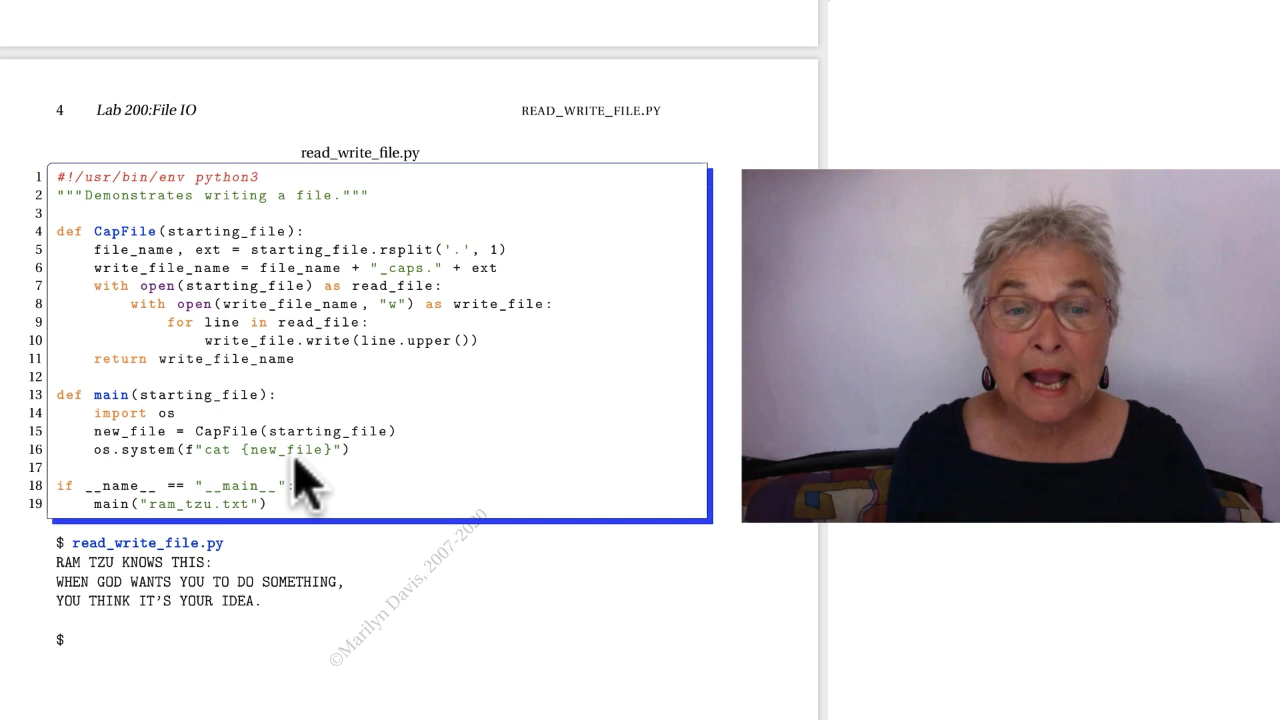 4 Lab 200:File IO READ_WRITE_FILE.PY
read_write_file.py
1 #!/usr/bin/env python3
2 """Demonstrates writing a file."""
3
4 def CapFile(starting_file):
5     file_name, ext = starting_file.rsplit('.', 1)
6     write_file_name = file_name + "_caps." + ext
7     with open(starting_file) as read_file:
8         with open(write_file_name, "w") as write_file:
9             for line in read_file:
10                 write_file.write(line.upper())
11     return write_file_name
12
13 def main(starting_file):
14     import os
15     new_file = CapFile(starting_file)
16     os.system(f"cat {new_file}")
17
18 if __name__ == "__main__":
19     main("ram_tzu.txt")
$ read_write_file.py
RAM TZU KNOWS THIS:
WHEN GOD WANTS YOU TO DO SOMETHING,
YOU THINK IT'S YOUR IDEA.
$
©Marilyn Davis, 2007-2020